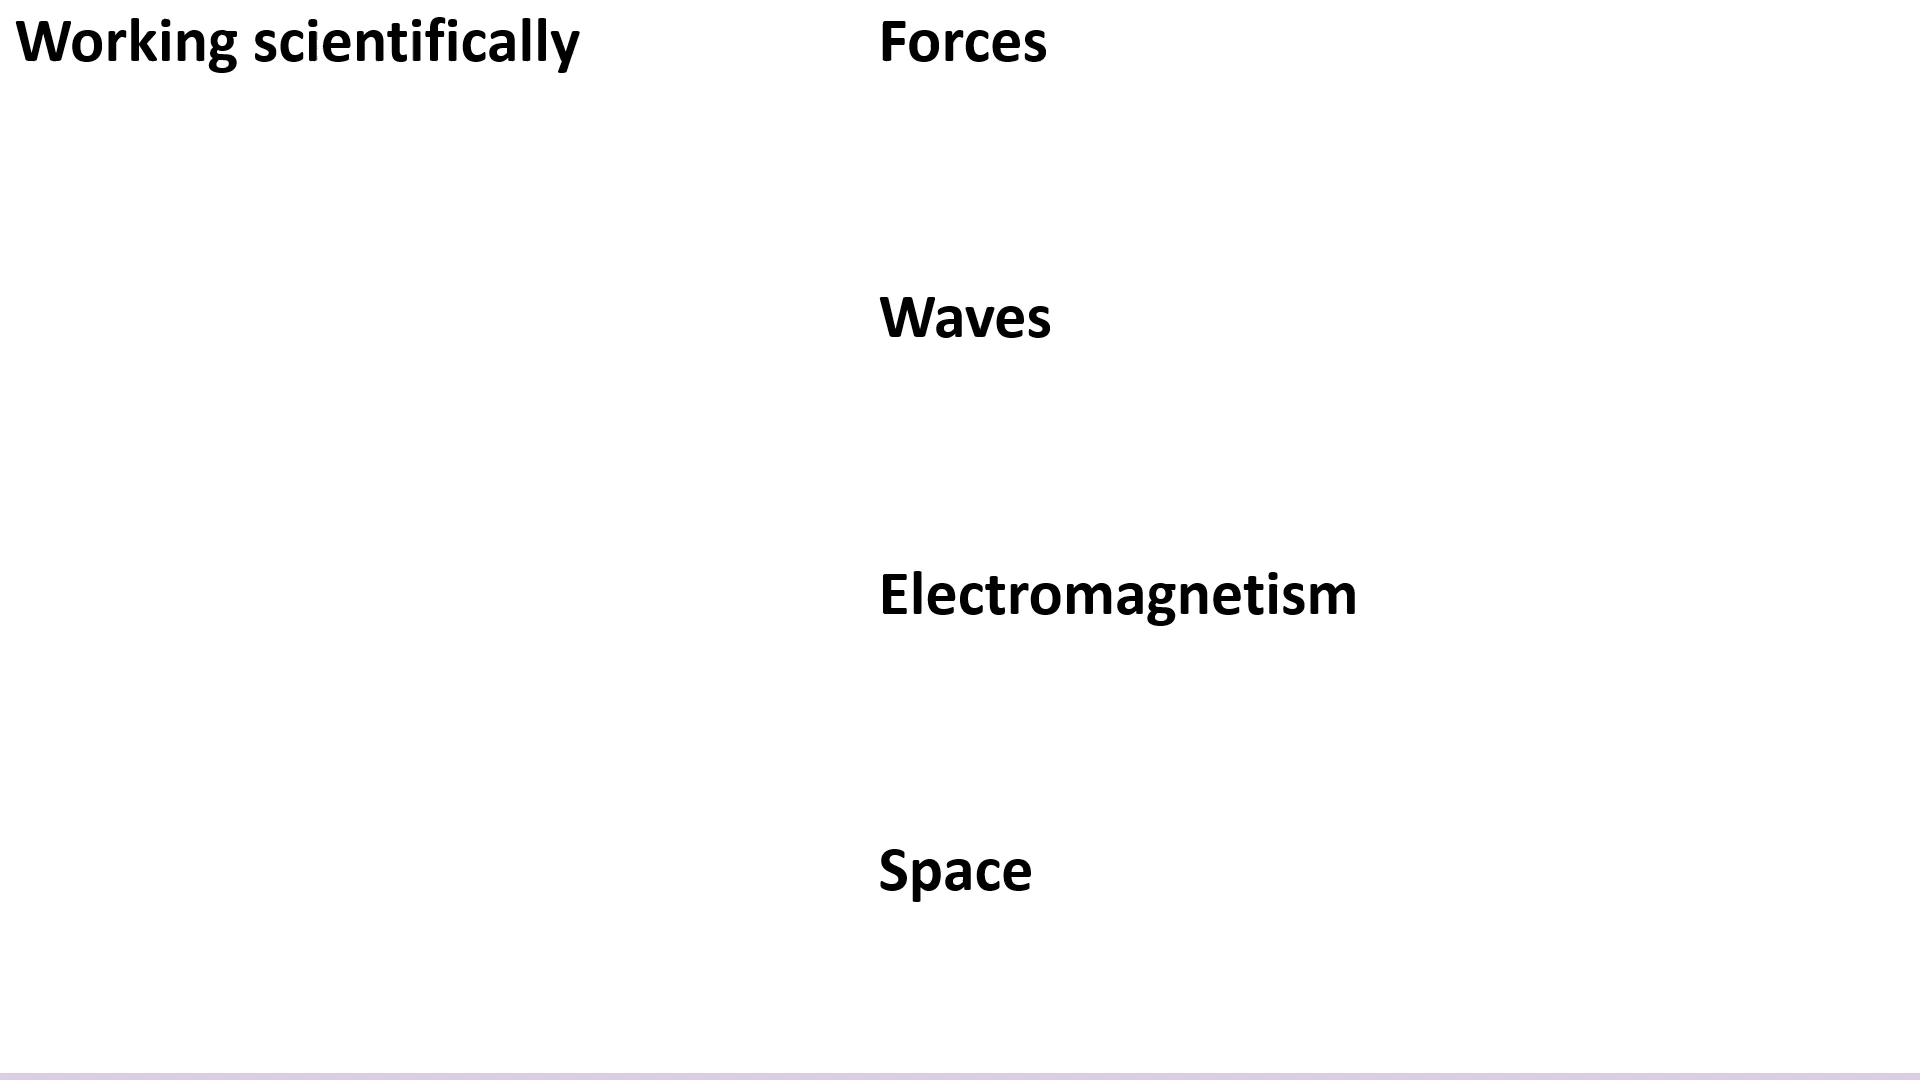 Working scientifically
Forces
Waves
Electromagnetism
Space